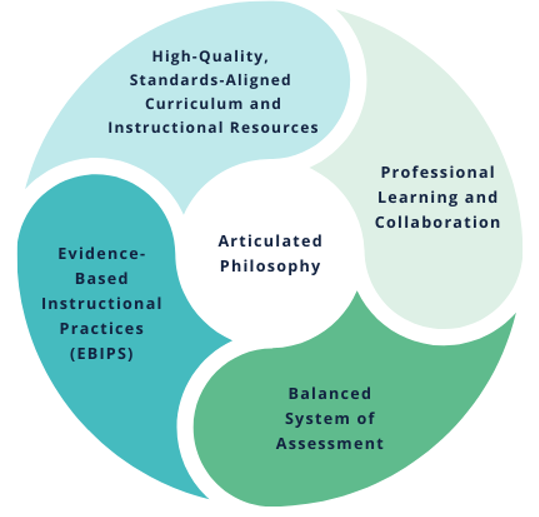 High-Quality,
Standards-Aligned
Curriculum and
Instructional Resources
Professional
Learning and
Collaboration
Articulated
Philosophy
Evidence-
Based
Instructional
Practices
(EBIPS)
Balanced
System of
Assessment